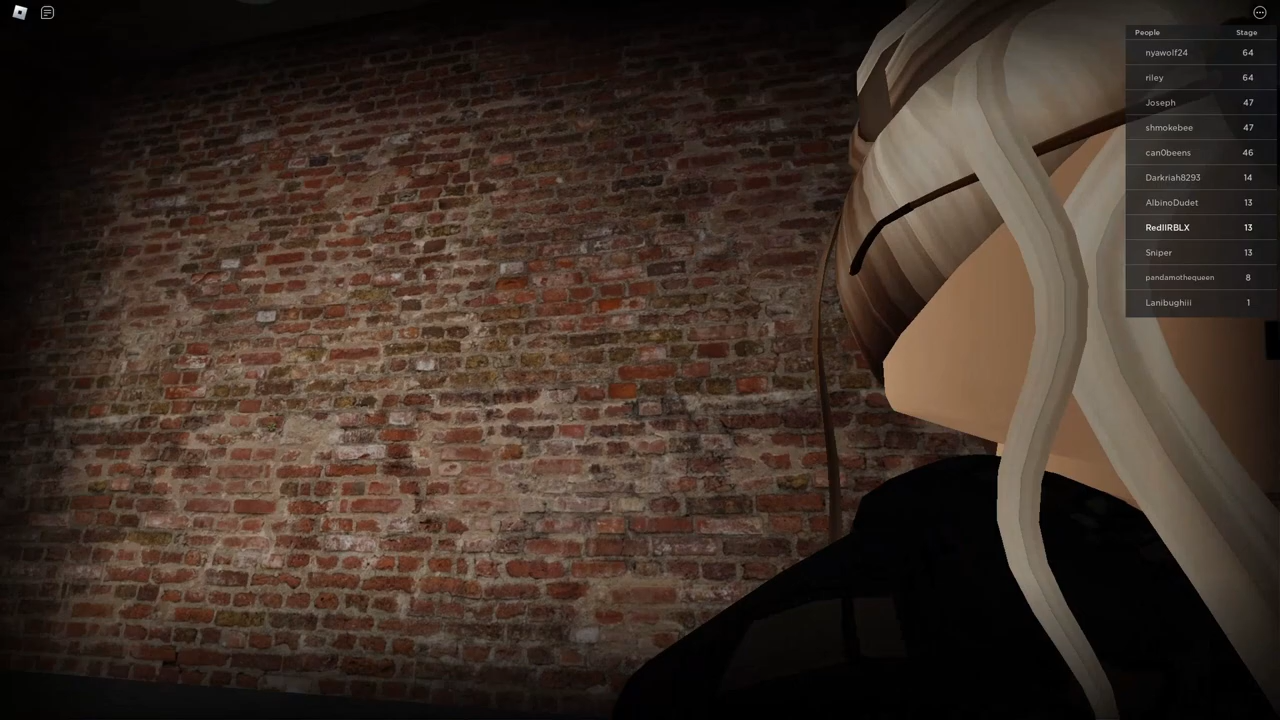 People Stage
nyawolf24 64
riley 64
Joseph 47
shmokebee 47
can0beens 46
Darkriah8293 14
AlbinoDudet 13
RedIIRBLX 13
Sniper 13
pandamothequeen 8
Lanibughiii 1